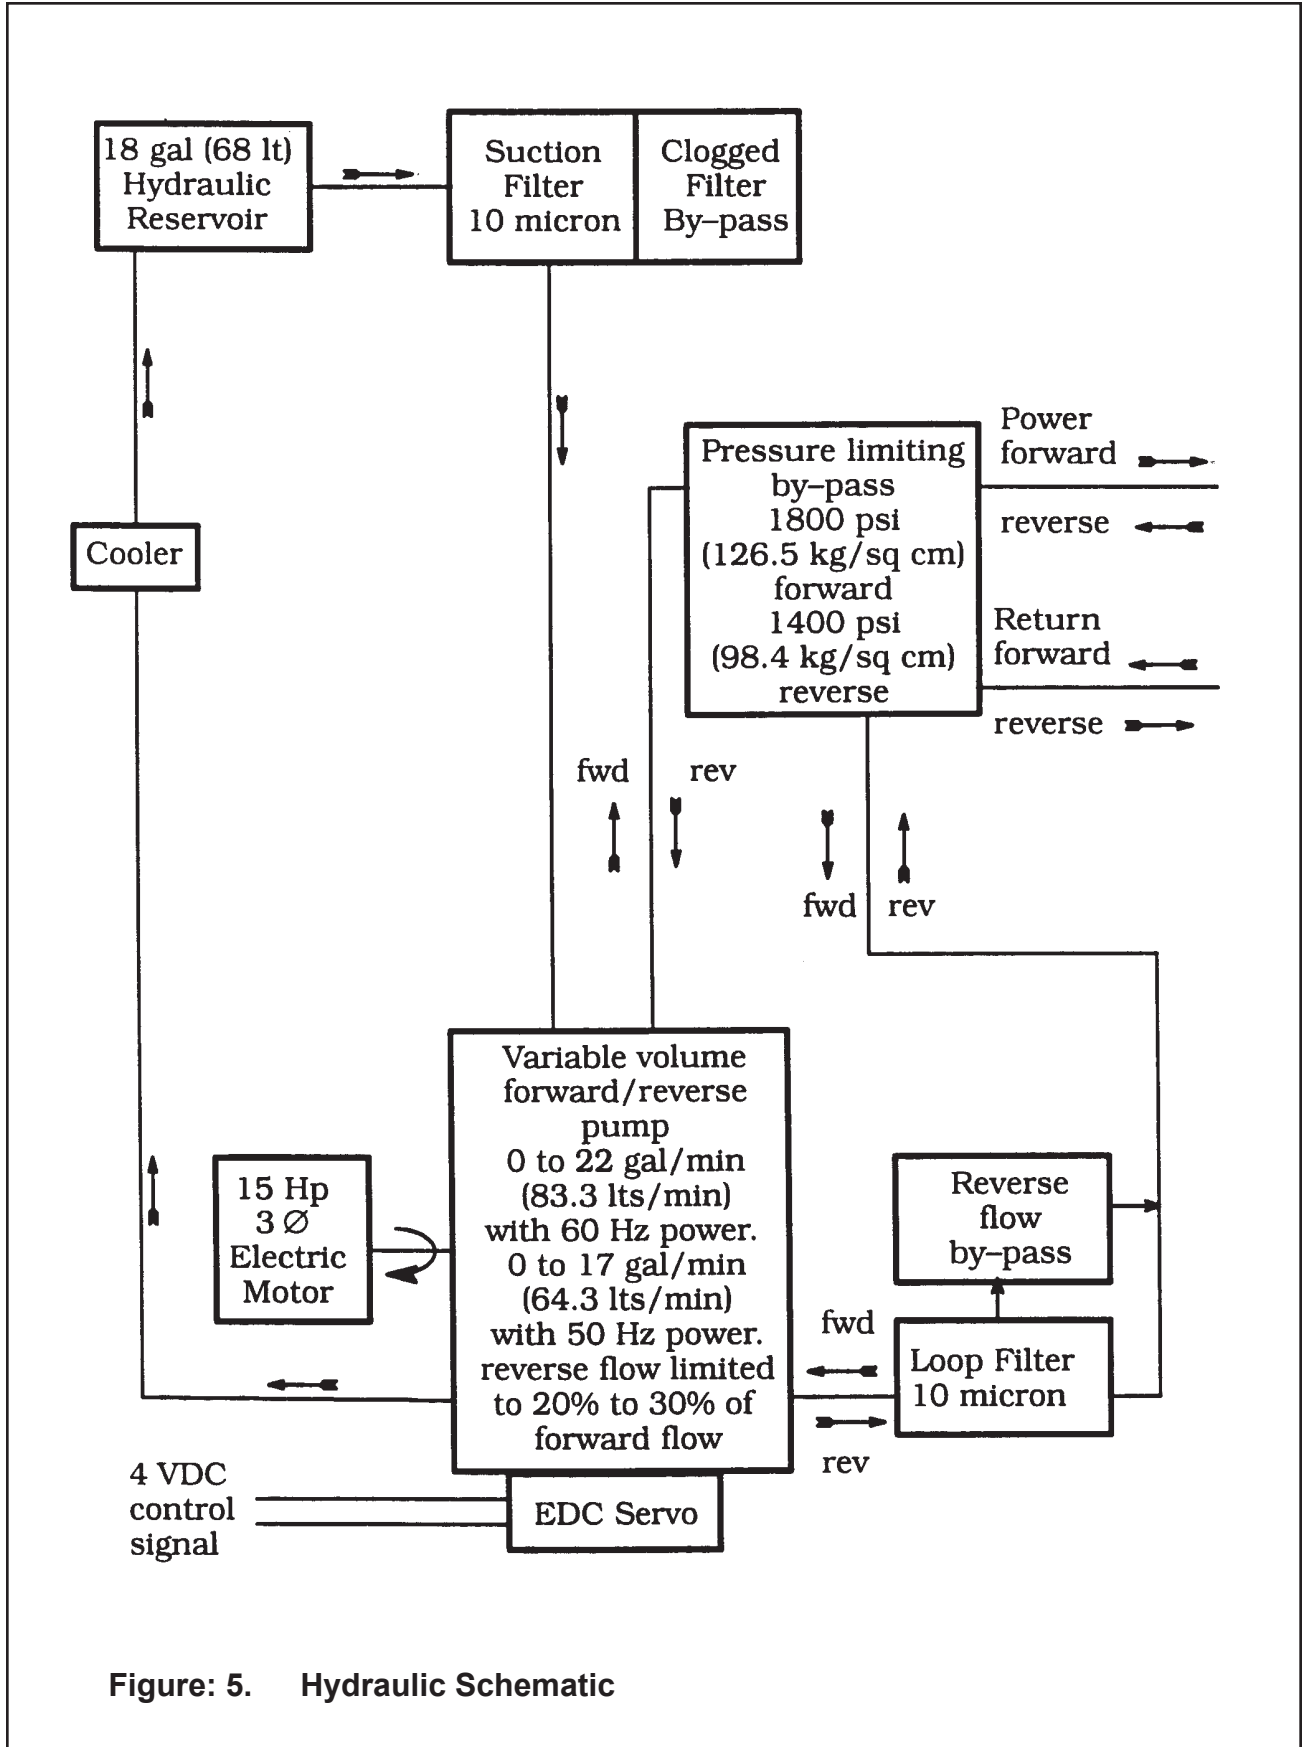 18 gal (68 lt)
Hydraulic
Reservoir
Suction
Filter
10 micron
Clogged
Filter
By–pass
Cooler
Pressure limiting
by–pass
1800 psi
(126.5 kg/sq cm)
forward
1400 psi
(98.4 kg/sq cm)
reverse
Power
forward
reverse
Return
forward
reverse
fwd
rev
fwd
rev
Variable volume
forward/reverse
pump
0 to 22 gal/min
(83.3 lts/min)
with 60 Hz power.
0 to 17 gal/min
(64.3 lts/min)
with 50 Hz power.
reverse flow limited
to 20% to 30% of
forward flow
15 Hp
3 Ø
Electric
Motor
Reverse
flow
by–pass
fwd
rev
Loop Filter
10 micron
4 VDC
control
signal
EDC Servo
Figure: 5. Hydraulic Schematic